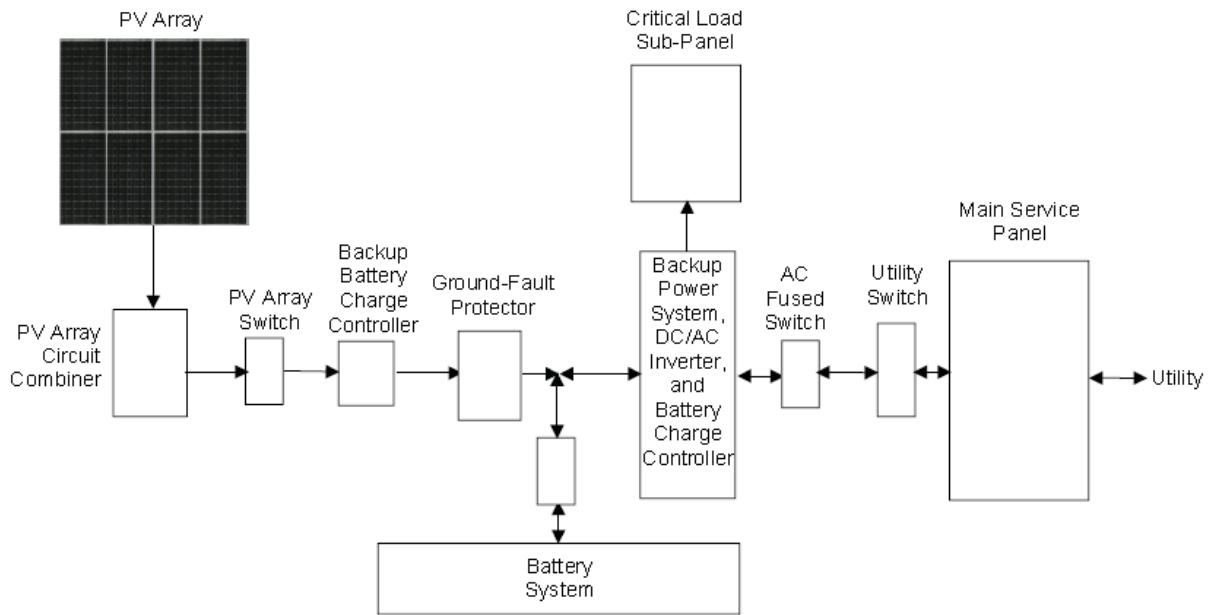 PV Array
Critical Load
Sub-Panel
Main Service
Panel
Backup
Battery
Charge
Controller
Ground-Fault
Protector
PV Array
Switch
PV Array
Circuit
Combiner
Backup
Power
System,
DC/AC
Inverter,
and
Battery
Charge
Controller
AC
Fused
Switch
Utility
Switch
Utility
Battery
System